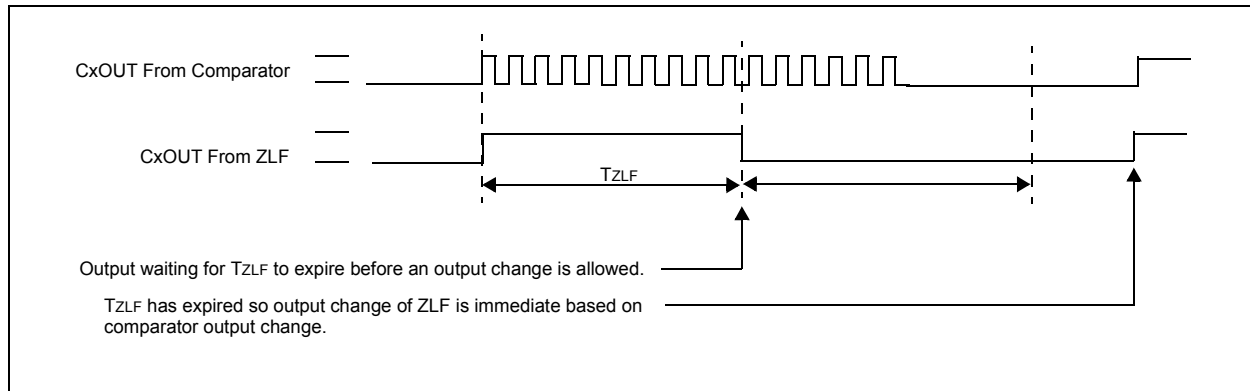 CxOUT From Comparator
CxOUT From ZLF
TZLF
Output waiting for TZLF to expire before an output change is allowed.
TZLF has expired so output change of ZLF is immediate based on
comparator output change.